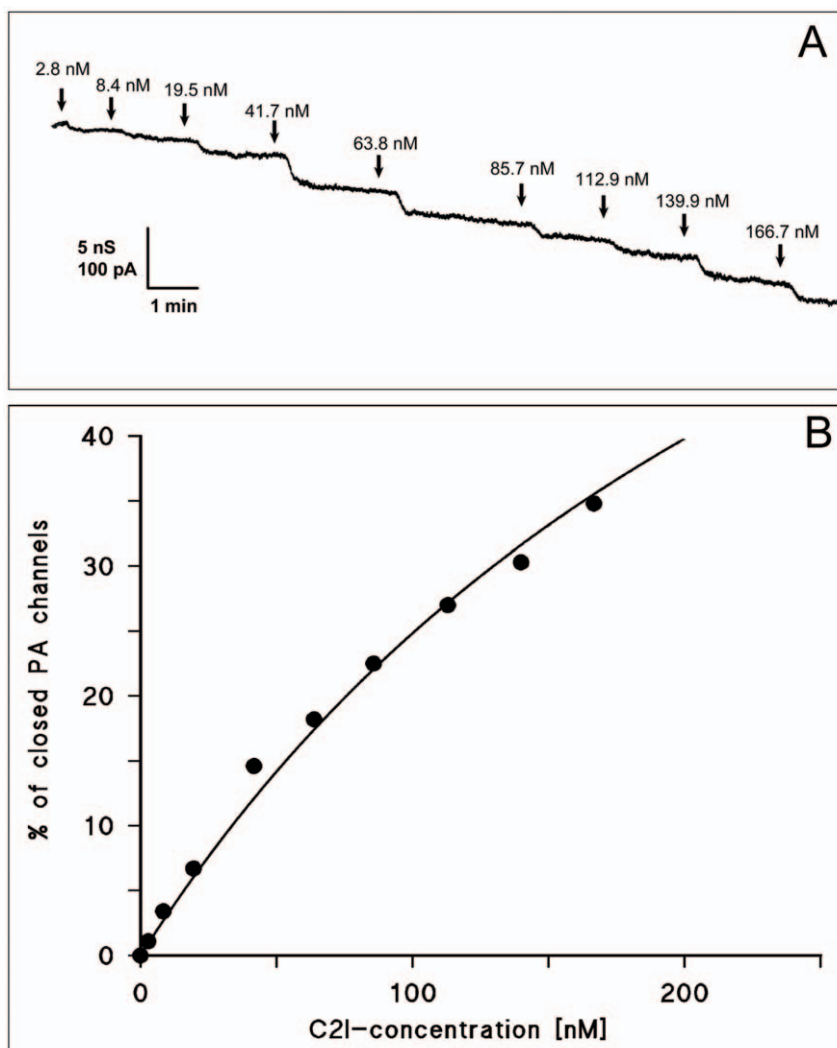 A
2.8 nM
8.4 nM
19.5 nM
41.7 nM
63.8 nM
85.7 nM
112.9 nM
139.9 nM
166.7 nM
5 nS
100 pA
1 min
B
40
30
20
10
0
% of closed PA channels
0
100
200
C2I-concentration [nM]